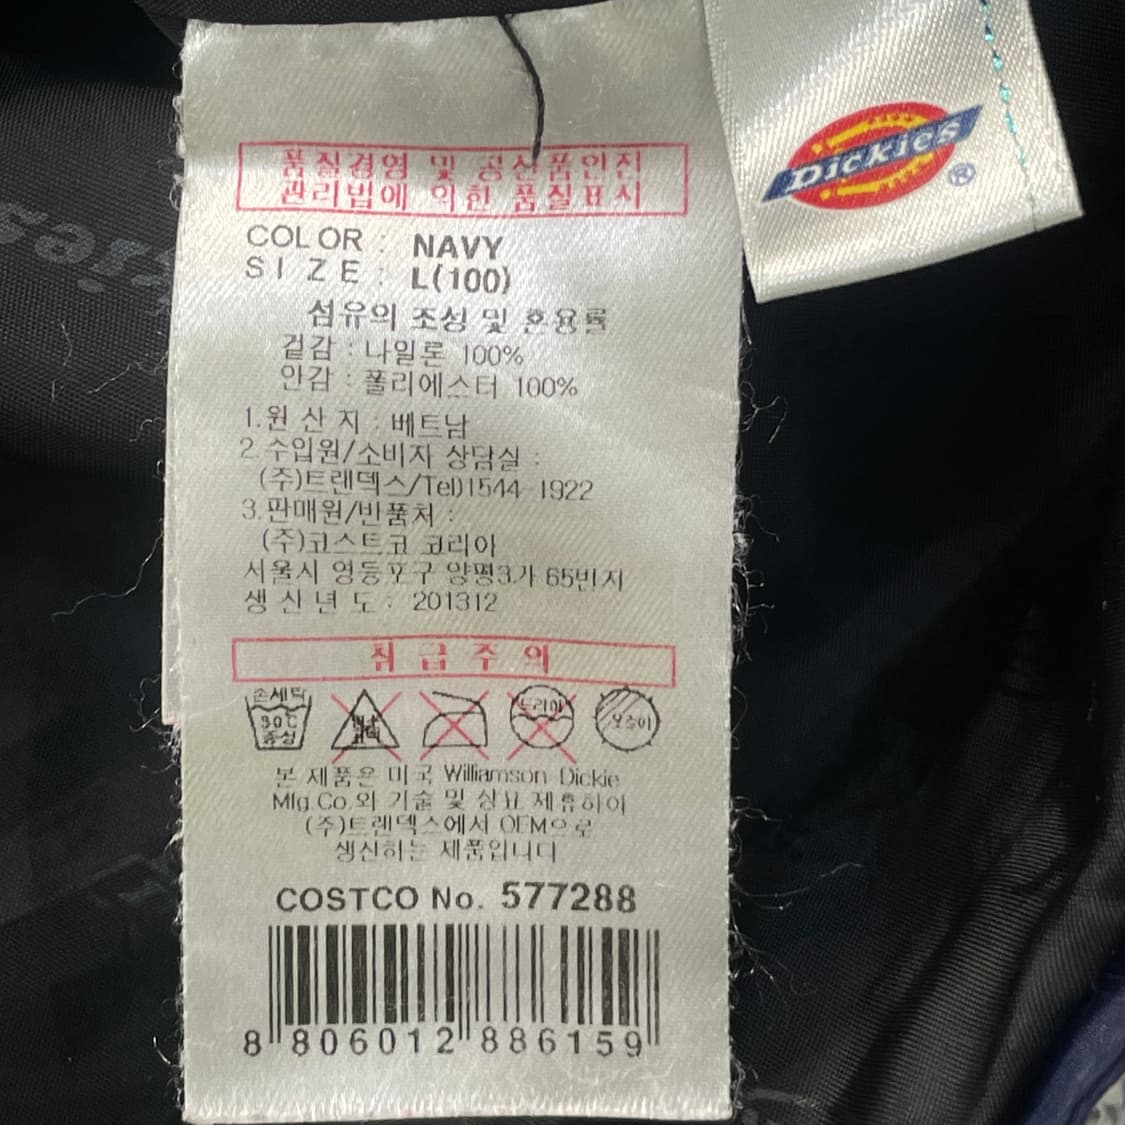 품질경영 및 공산품안전
관리법에 의한 품질표시
COLOR : NAVY
SIZE : L(100)
섬유의 조성 및 혼용률
겉감 : 나일론 100%
안감 : 폴리에스터 100%
1.원 산 지 : 베트남
2.수입원/소비자 상담실 :
(주)트랜덱스/Tel)1544-1922
3.판매원/반품처 :
(주)코스트코 코리아
서울시 영등포구 양평3가 65번지
생 산 년 도 : 201312
취 급 주 의
손세탁
30℃
중성
드라이
본 제품은 미국 Williamson Dickie
Mfg.Co.와 기술 및 상표 제휴하여
(주)트랜덱스에서 OEM으로
생산하는 제품입니다
COSTCO No. 577288
8 806012 886159
Dickies ®